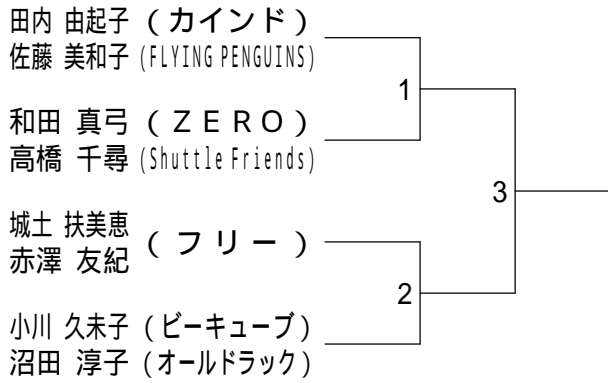 田内 由起子 (カインド)
佐藤 美和子 (FLYING PENGUINS)
1
和田 真弓 (ＺＥＲＯ)
高橋 千尋 (Shuttle Friends)
3
城土 扶美恵
赤澤 友紀 (フリー)
2
小川 久未子 (ビーキューブ)
沼田 淳子 (オールドラック)